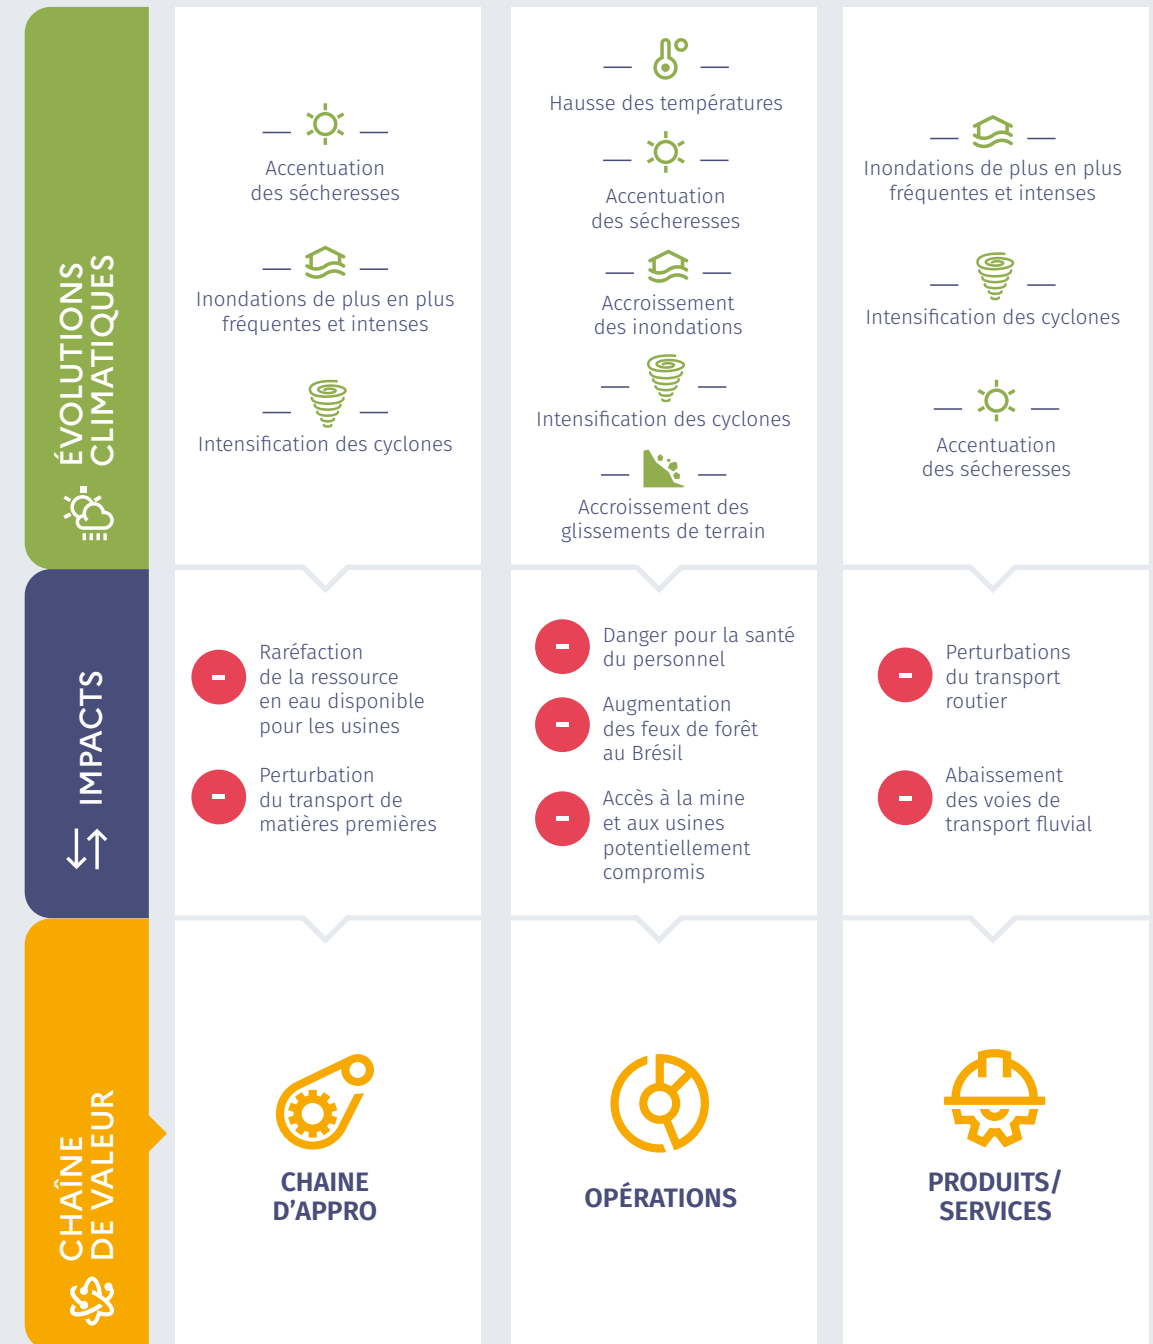 ÉVOLUTIONS
CLIMATIQUES
Accentuation
des sécheresses
Inondations de plus en plus
fréquentes et intenses
Intensification des cyclones
Hausse des températures
Accentuation
des sécheresses
Accroissement
des inondations
Intensification des cyclones
Accroissement des
glissements de terrain
Inondations de plus en plus
fréquentes et intenses
Intensification des cyclones
Accentuation
des sécheresses
IMPACTS
-
Raréfaction
de la ressource
en eau disponible
pour les usines
-
Perturbation
du transport de
matières premières
-
Danger pour la santé
du personnel
-
Augmentation
des feux de forêt
au Brésil
-
Accès à la mine
et aux usines
potentiellement
compromis
-
Perturbations
du transport
routier
-
Abaissement
des voies de
transport fluvial
CHAÎNE
DE VALEUR
CHAINE
D'APPRO
OPÉRATIONS
PRODUITS/
SERVICES